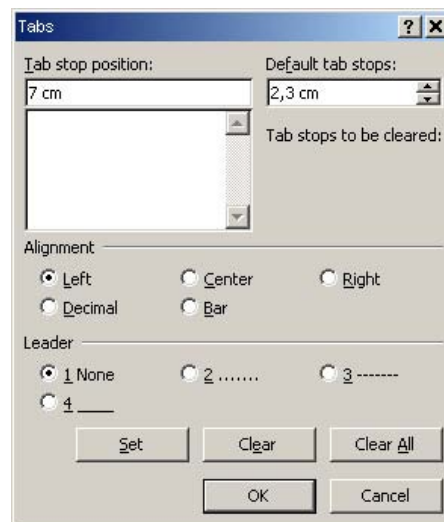 Tabs
Tab stop position: Default tab stops:
7 cm 2,3 cm
Tab stops to be cleared:
Alignment
Left Center Right
Decimal Bar
Leader
1 None 2 ....... 3 -------
4 ____
Set Clear Clear All
OK Cancel